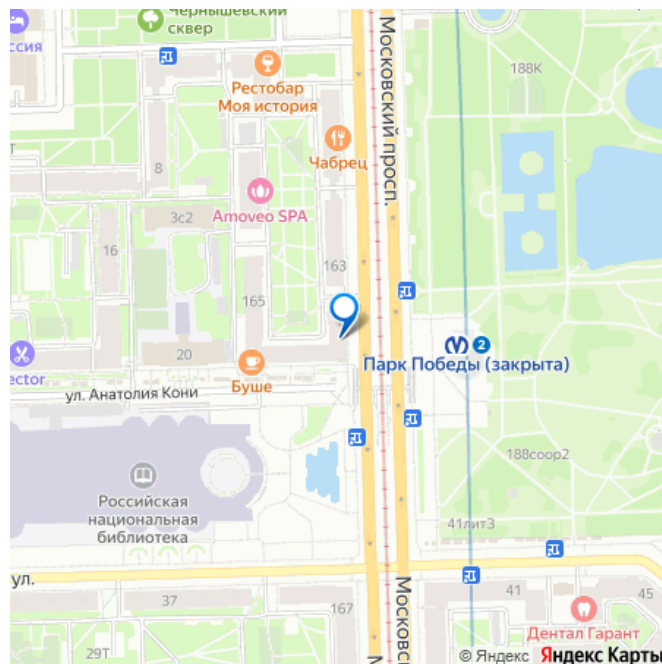 Чернышевский
сквер
ссия
188К
Рестобар
Моя история
Московский просп.
Чабрец
Т
8
Amoveo SPA
3с2
16
163
165
2
Парк Победы (закрыта)
20
ector
Буше
ул. Анатолия Кони
188соор2
Российская
национальная
библиотека
41лит3
ул.
37
167
Московс
41
45
29Т
М
Дентал Гарант
© Яндекс Яндекс Карты